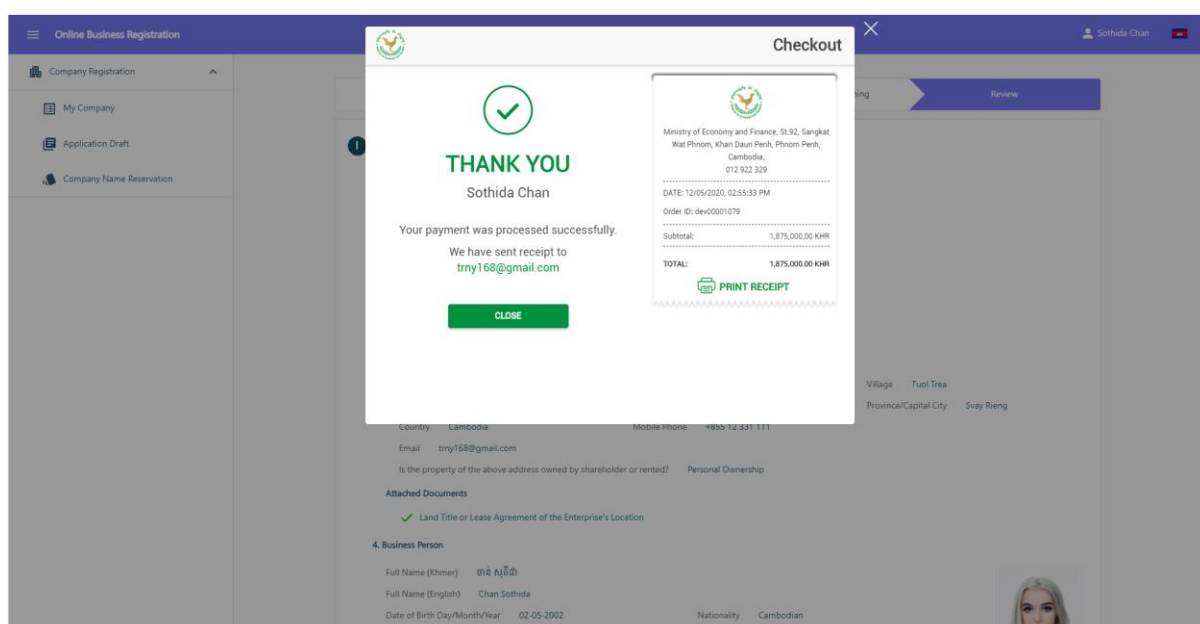 Online Business Registration
Sothida Chan
Company Registration
My Company
Application Draft
Company Name Reservation
Checkout
THANK YOU
Sothida Chan
Your payment was processed successfully.
We have sent receipt to
trny168@gmail.com
CLOSE
Ministry of Economy and Finance, St.92, Sangkat
Wat Phnom, Khan Daun Penh, Phnom Penh,
Cambodia,
012 922 329
DATE: 12/05/2020, 02:55:33 PM
Order ID: dev00001079
Subtotal: 1,875,000.00 KHR
TOTAL: 1,875,000.00 KHR
PRINT RECEIPT
Review
Village Tuol Trea
Province/Capital City Svay Rieng
Country Cambodia Mobile Phone +855 12 331 111
Email trny168@gmail.com
Is the property of the above address owned by shareholder or rented? Personal Ownership
Attached Documents
Land Title or Lease Agreement of the Enterprise's Location
4. Business Person
Full Name (Khmer) ចាន់ សុធីដា
Full Name (English) Chan Sothida
Date of Birth Day/Month/Year 02-05-2002 Nationality Cambodian